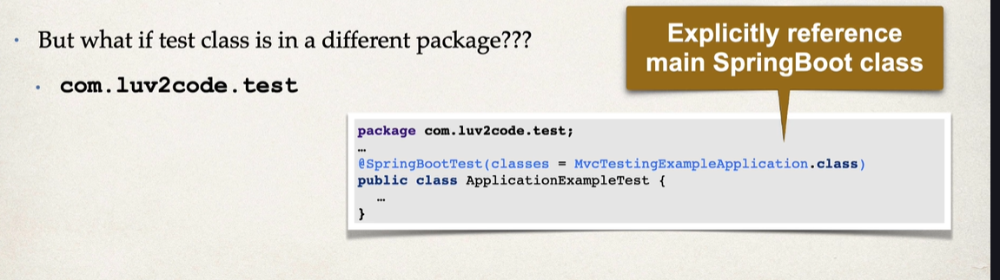 • But what if test class is in a different package???
• com.luv2code.test
Explicitly reference
main SpringBoot class
package com.luv2code.test;
…
@SpringBootTest(classes = MvcTestingExampleApplication.class)
public class ApplicationExampleTest {
…
}